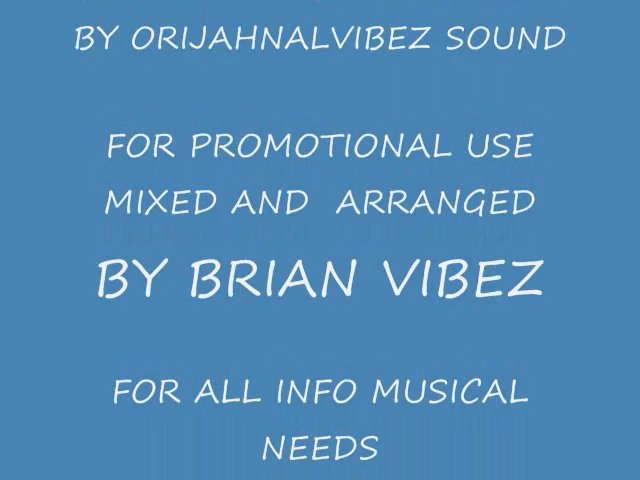 BY ORIJAHNALVIBEZ SOUND
FOR PROMOTIONAL USE
MIXED AND ARRANGED
BY BRIAN VIBEZ
FOR ALL INFO MUSICAL
NEEDS